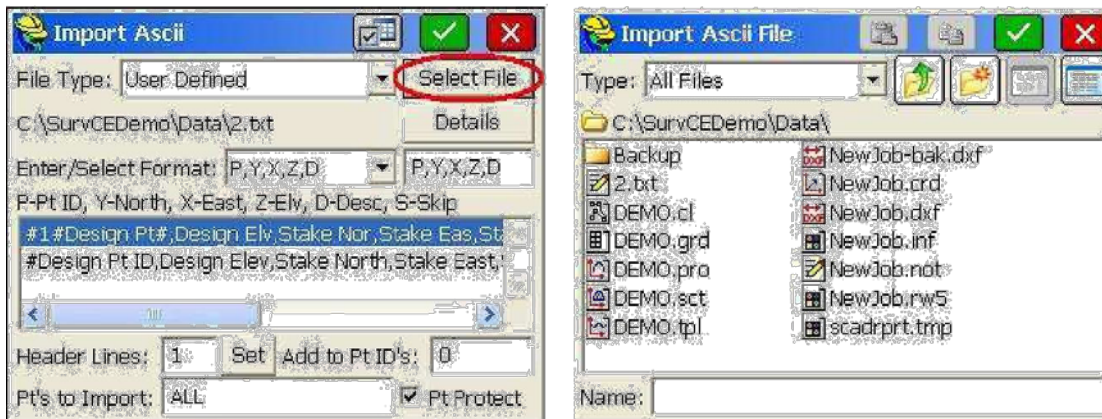 Import Ascii
File Type: User Defined Select File
C:\SurvCEDemo\Data\2.txt Details
Enter/Select Format: P,Y,X,Z,D P,Y,X,Z,D
P-Pt ID, Y-North, X-East, Z-Elv, D-Desc, S-Skip
#1#Design Pt#,Design Elv,Stake Nor,Stake Eas,Sta
#Design Pt ID,Design Elev,Stake North,Stake East,
Header Lines: 1 Set Add to Pt ID's: 0
Pt's to Import: ALL Pt Protect
Import Ascii File
Type: All Files
C:\SurvCEDemo\Data\
Backup
2.txt
DEMO.cl
DEMO.grd
DEMO.pro
DEMO.sct
DEMO.tpl
NewJob-bak.dxf
NewJob.crd
NewJob.dxf
NewJob.inf
NewJob.not
NewJob.rw5
scadrprt.tmp
Name: